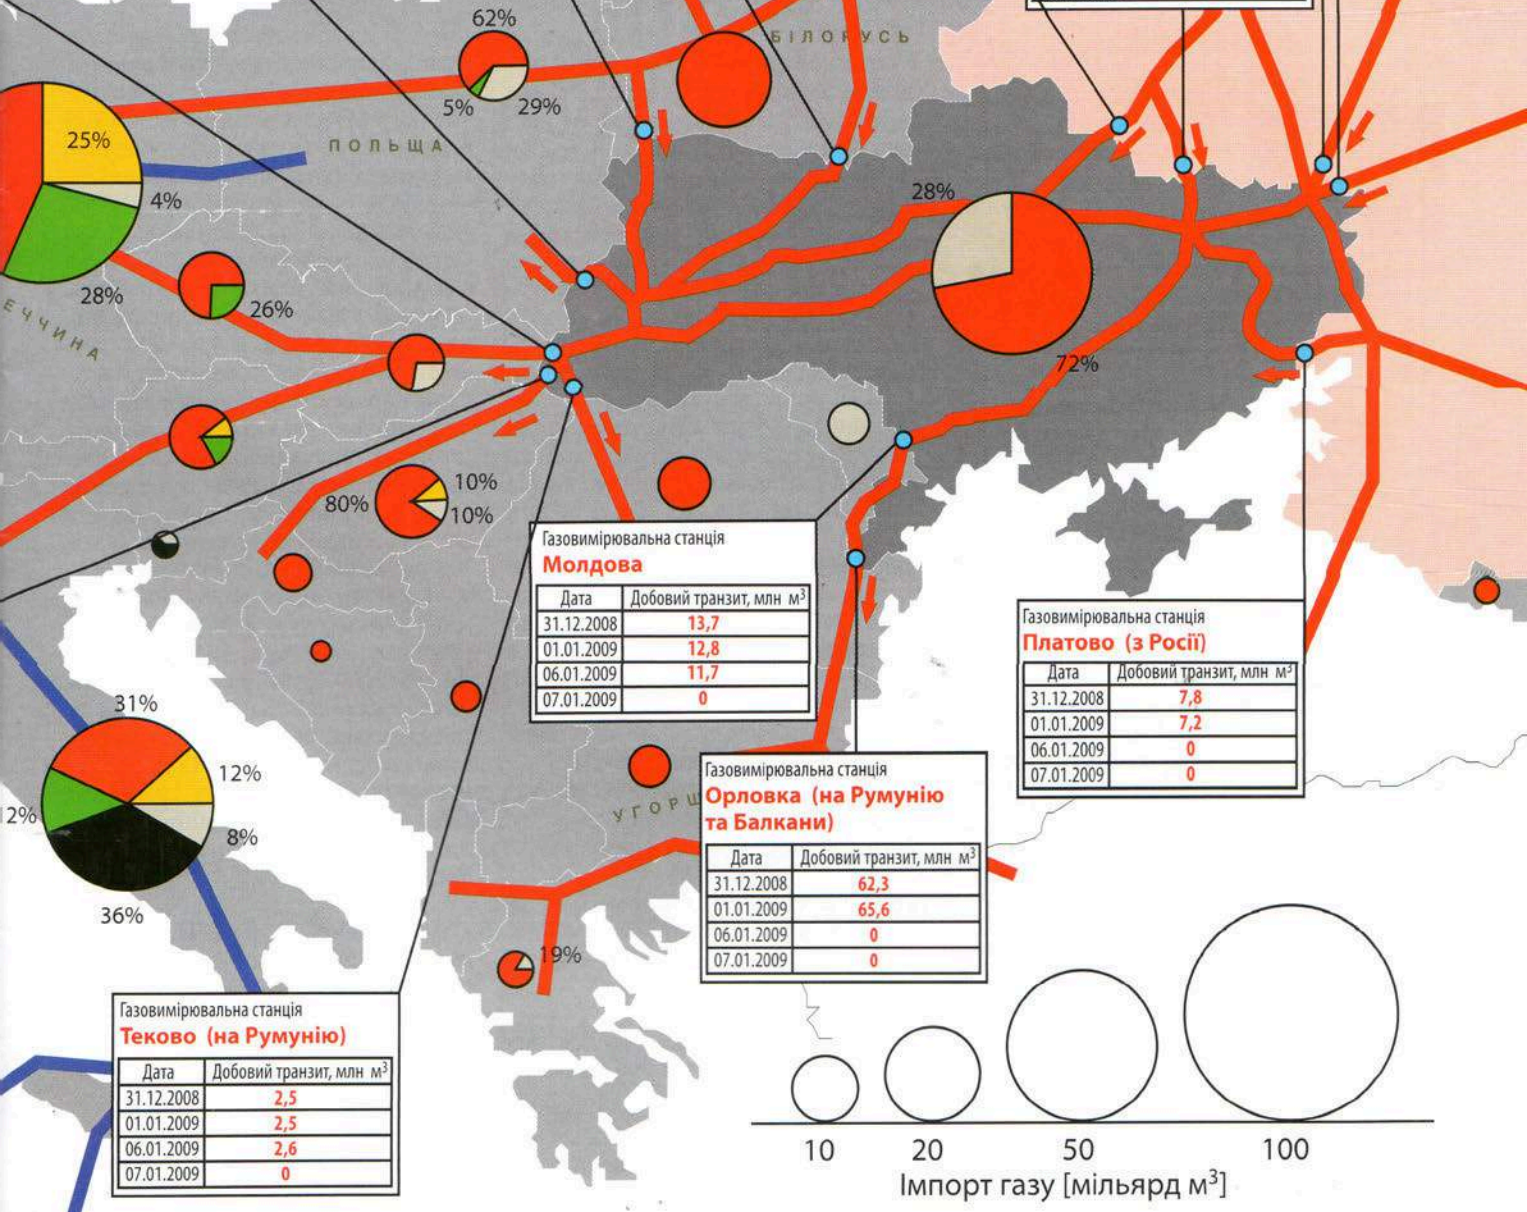 62%
БІЛОРУСЬ
5%
29%
25%
ПОЛЬЩА
4%
28%
28%
26%
ЕЧЧИНА
72%
10%
80%
10%
Газовимірювальна станція
Молдова
Дата Добовий транзит, млн м³
31.12.2008 13,7
01.01.2009 12,8
06.01.2009 11,7
07.01.2009 0
Газовимірювальна станція
Платово (з Росії)
Дата Добовий транзит, млн м³
31.12.2008 7,8
01.01.2009 7,2
06.01.2009 0
07.01.2009 0
31%
12%
2%
8%
36%
УГОРЩ
Газовимірювальна станція
Орловка (на Румунію
та Балкани)
Дата Добовий транзит, млн м³
31.12.2008 62,3
01.01.2009 65,6
06.01.2009 0
07.01.2009 0
19%
Газовимірювальна станція
Теково (на Румунію)
Дата Добовий транзит, млн м³
31.12.2008 2,5
01.01.2009 2,5
06.01.2009 2,6
07.01.2009 0
10 20 50 100
Імпорт газу [мільярд м³]